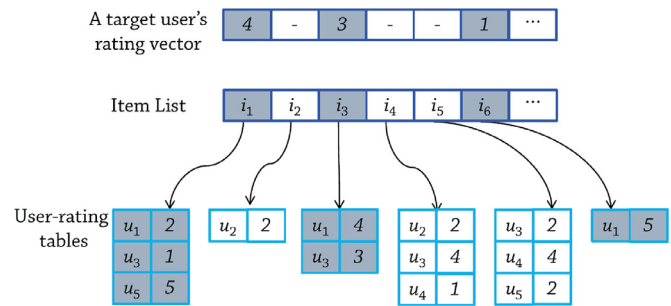 A target user's
rating vector
4 - 3 - - 1 ...
Item List
i1 i2 i3 i4 i5 i6 ...
User-rating
tables
u1 2
u3 1
u5 5
u2 2
u1 4
u3 3
u2 2
u3 4
u4 1
u3 2
u4 4
u5 2
u1 5